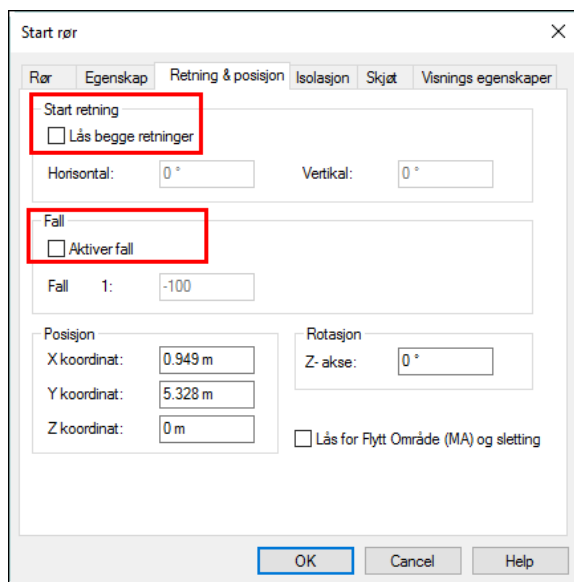 Start rør
Rør Egenskap Retning & posisjon Isolasjon Skjøt Visnings egenskaper
Start retning
Lås begge retninger
Horisontal: 0 ° Vertikal: 0 °
Fall
Aktiver fall
Fall 1: -100
Posisjon
X koordinat: 0.949 m
Y koordinat: 5.328 m
Z koordinat: 0 m
Rotasjon
Z- akse: 0 °
Lås for Flytt Område (MA) og sletting
OK Cancel Help